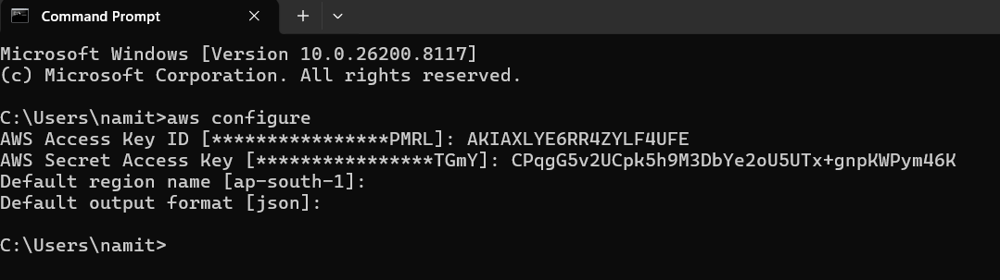 Command Prompt
Microsoft Windows [Version 10.0.26200.8117]
(c) Microsoft Corporation. All rights reserved.
C:\Users\namit>aws configure
AWS Access Key ID [****************PMRL]: AKIAXLYE6RR4ZYLF4UFE
AWS Secret Access Key [****************TGmY]: 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
Default region name [ap-south-1]:
Default output format [json]:
C:\Users\namit>